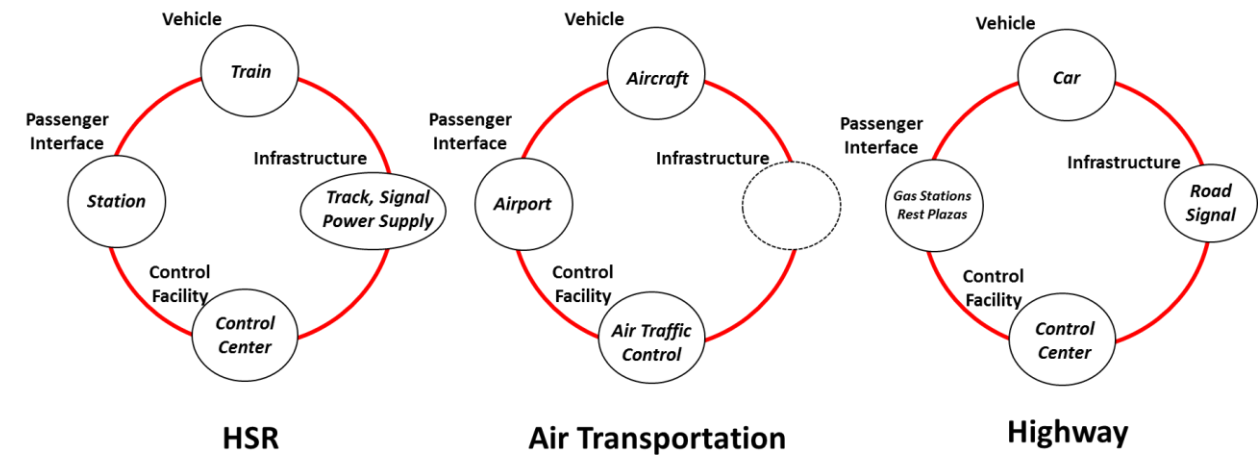 Vehicle
Train
Passenger
Interface
Infrastructure
Station
Track, Signal
Power Supply
Control
Facility
Control
Center
HSR
Vehicle
Aircraft
Passenger
Interface
Infrastructure
Airport
Control
Facility
Air Traffic
Control
Air Transportation
Vehicle
Car
Passenger
Interface
Infrastructure
Gas Stations
Rest Plazas
Road
Signal
Control
Facility
Control
Center
Highway